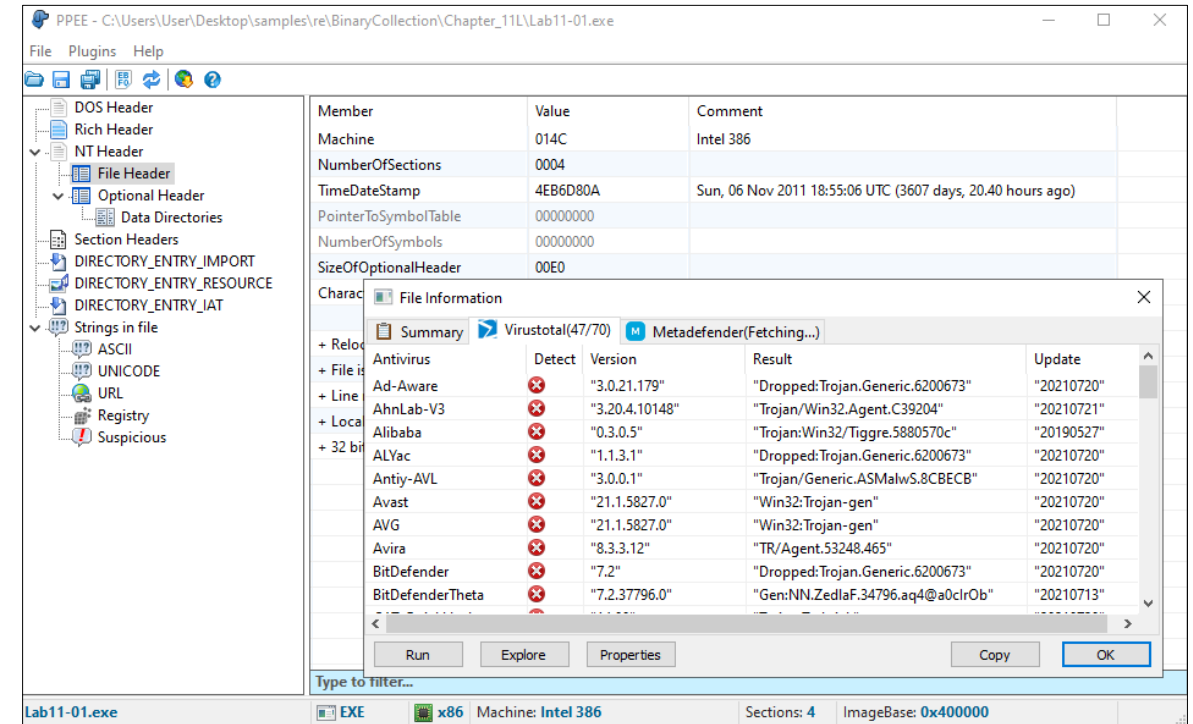 PPEE - C:\Users\User\Desktop\samples\re\BinaryCollection\Chapter_11L\Lab11-01.exe
File Plugins Help
DOS Header
Rich Header
NT Header
File Header
Optional Header
Data Directories
Section Headers
DIRECTORY_ENTRY_IMPORT
DIRECTORY_ENTRY_RESOURCE
DIRECTORY_ENTRY_IAT
Strings in file
ASCII
UNICODE
URL
Registry
Suspicious
Member Value Comment
Machine 014C Intel 386
NumberOfSections 0004
TimeDateStamp 4EB6D80A Sun, 06 Nov 2011 18:55:06 UTC (3607 days, 20.40 hours ago)
PointerToSymbolTable 00000000
NumberOfSymbols 00000000
SizeOfOptionalHeader 00E0
Charac
+ Reloc
+ File is
+ Line
+ Local
+ 32 bit
File Information
Summary Virustotal(47/70) Metadefender(Fetching...)
Antivirus Detect Version Result Update
Ad-Aware "3.0.21.179" "Dropped:Trojan.Generic.6200673" "20210720"
AhnLab-V3 "3.20.4.10148" "Trojan/Win32.Agent.C39204" "20210721"
Alibaba "0.3.0.5" "Trojan:Win32/Tiggre.5880570c" "20190527"
ALYac "1.1.3.1" "Dropped:Trojan.Generic.6200673" "20210720"
Antiy-AVL "3.0.0.1" "Trojan/Generic.ASMalwS.8CBECB" "20210720"
Avast "21.1.5827.0" "Win32:Trojan-gen" "20210720"
AVG "21.1.5827.0" "Win32:Trojan-gen" "20210720"
Avira "8.3.3.12" "TR/Agent.53248.465" "20210720"
BitDefender "7.2" "Dropped:Trojan.Generic.6200673" "20210720"
BitDefenderTheta "7.2.37796.0" "Gen:NN.ZedlaF.34796.aq4@a0clrOb" "20210713"
Run Explore Properties Copy OK
Type to filter...
Lab11-01.exe EXE x86 Machine: Intel 386 Sections: 4 ImageBase: 0x400000